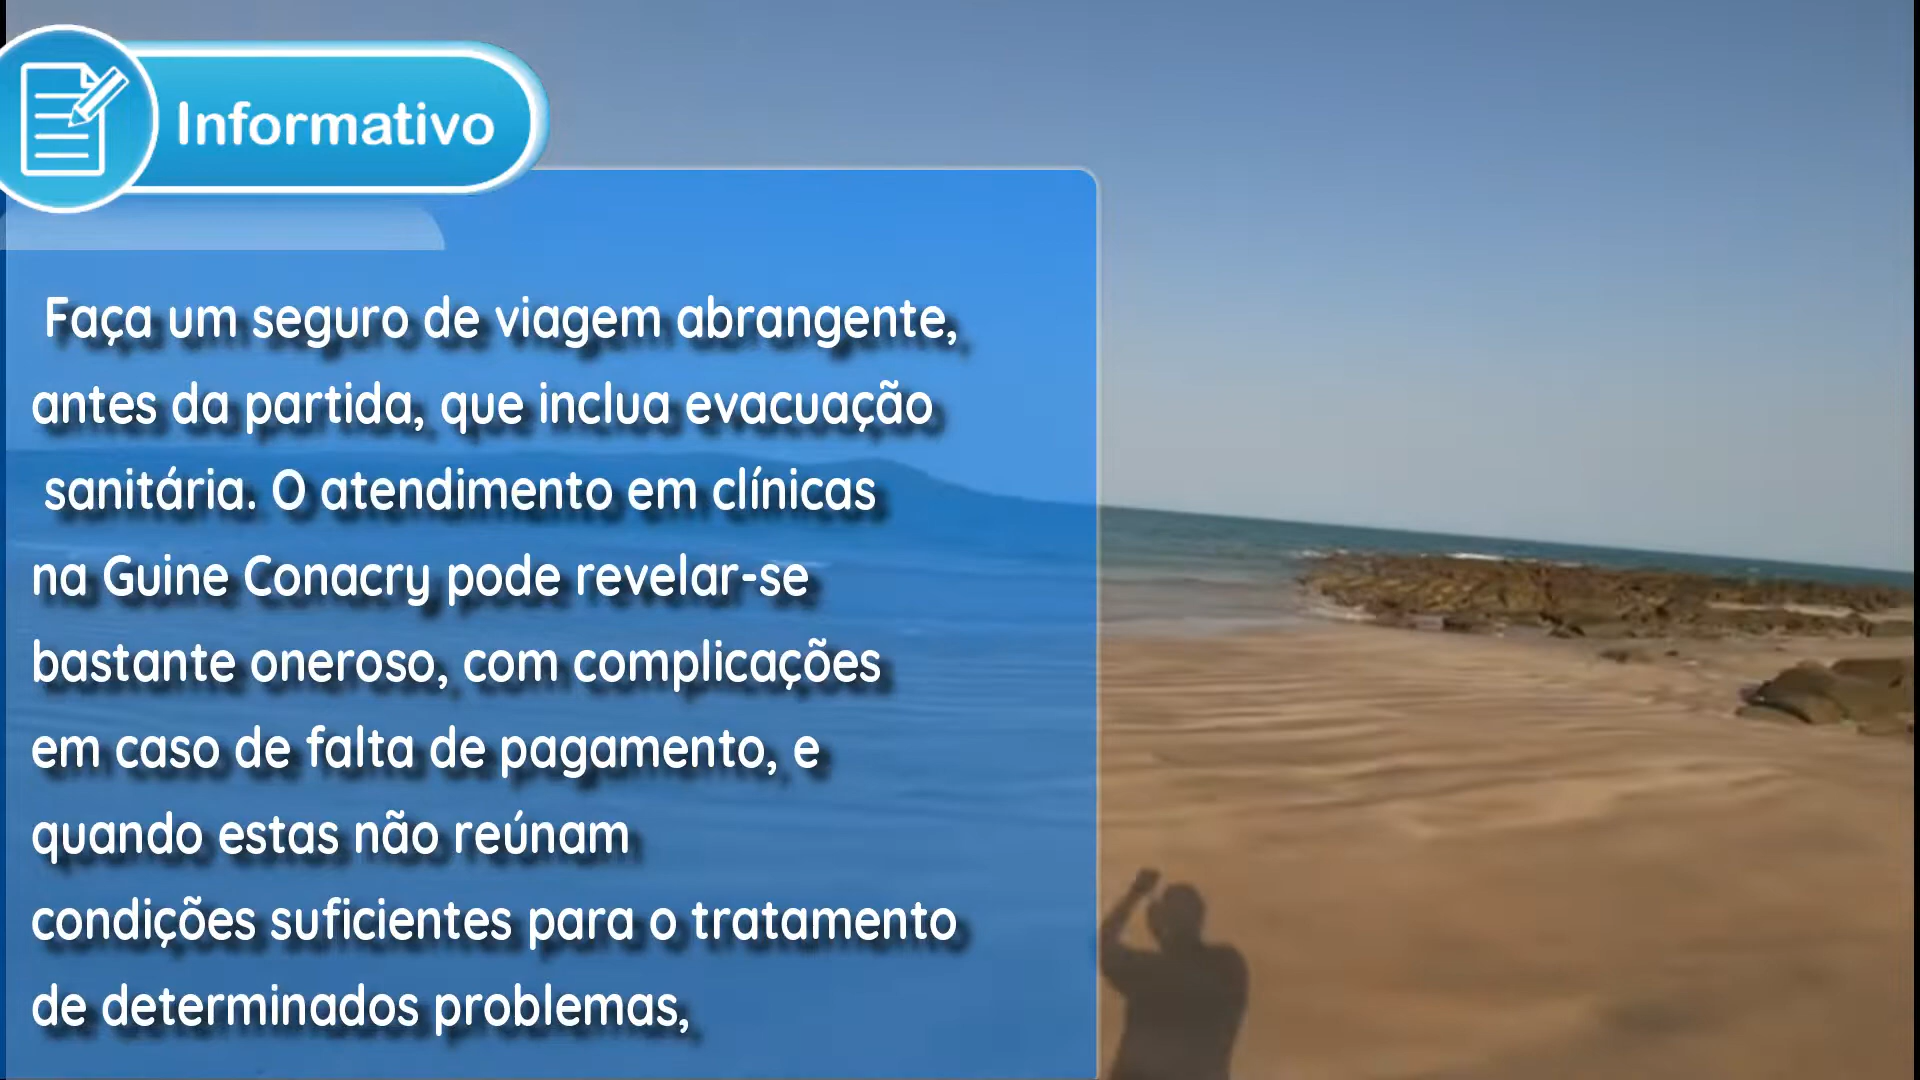 Informativo
Faça um seguro de viagem abrangente,
antes da partida, que inclua evacuação
sanitária. O atendimento em clínicas
na Guine Conacry pode revelar-se
bastante oneroso, com complicações
em caso de falta de pagamento, e
quando estas não reúnam
condições suficientes para o tratamento
de determinados problemas,